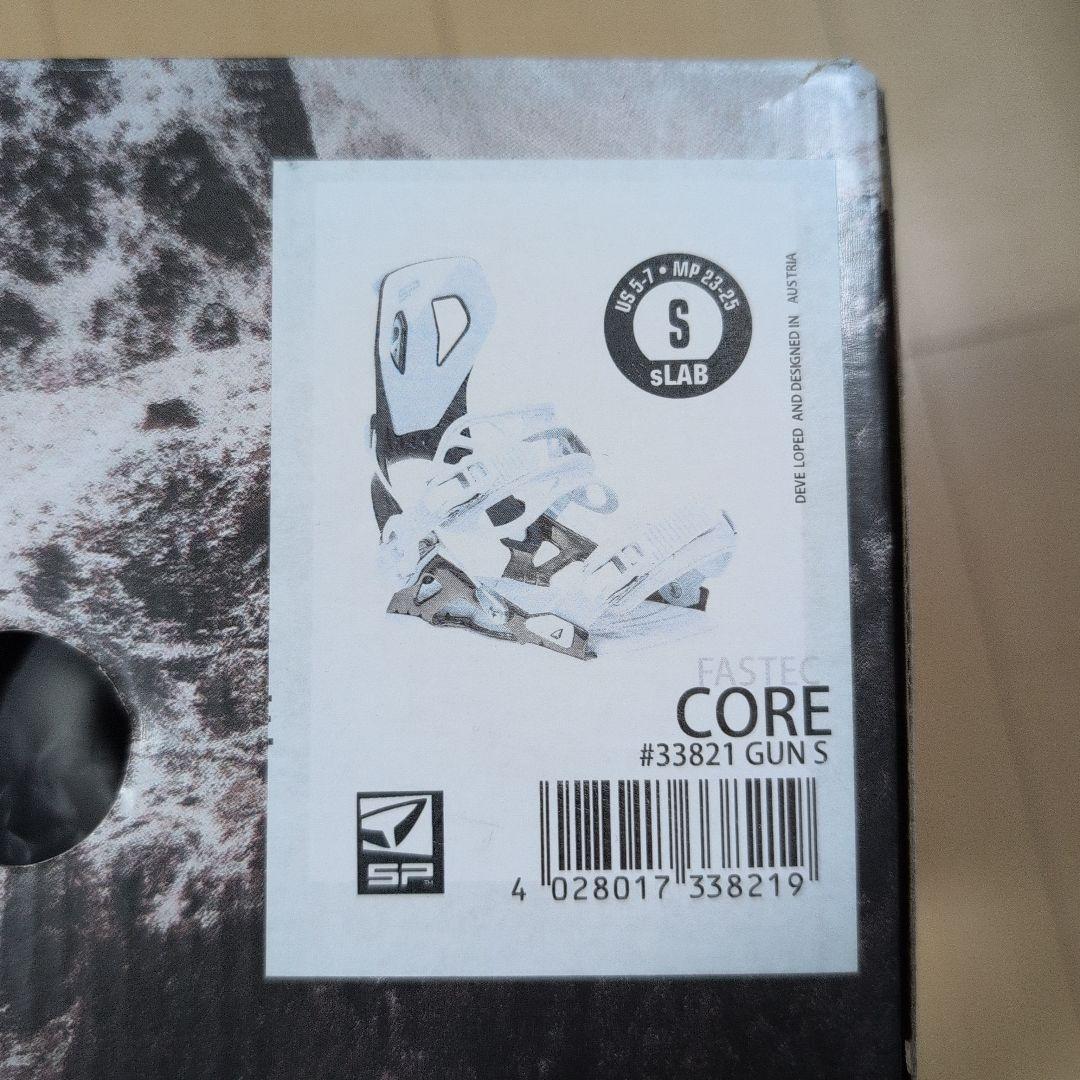 US 5-7 • MP 23-25
S
sLAB
DEVE LOPED AND DESIGNED IN AUSTRIA
FASTEC
CORE
#33821 GUN S
SP
4 028017 338219